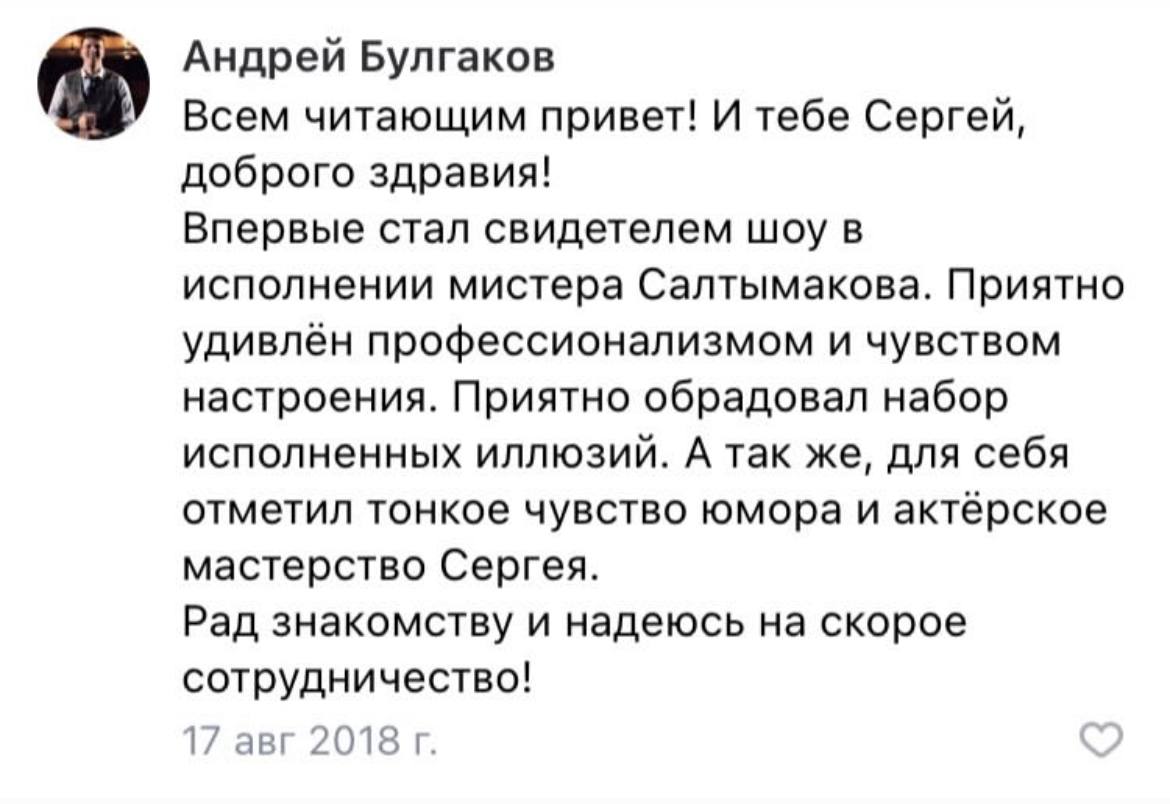 Андрей Булгаков
Всем читающим привет! И тебе Сергей,
доброго здравия!
Впервые стал свидетелем шоу в
исполнении мистера Салтымакова. Приятно
удивлён профессионализмом и чувством
настроения. Приятно обрадовал набор
исполненных иллюзий. А так же, для себя
отметил тонкое чувство юмора и актёрское
мастерство Сергея.
Рад знакомству и надеюсь на скорое
сотрудничество!
17 авг 2018 г.